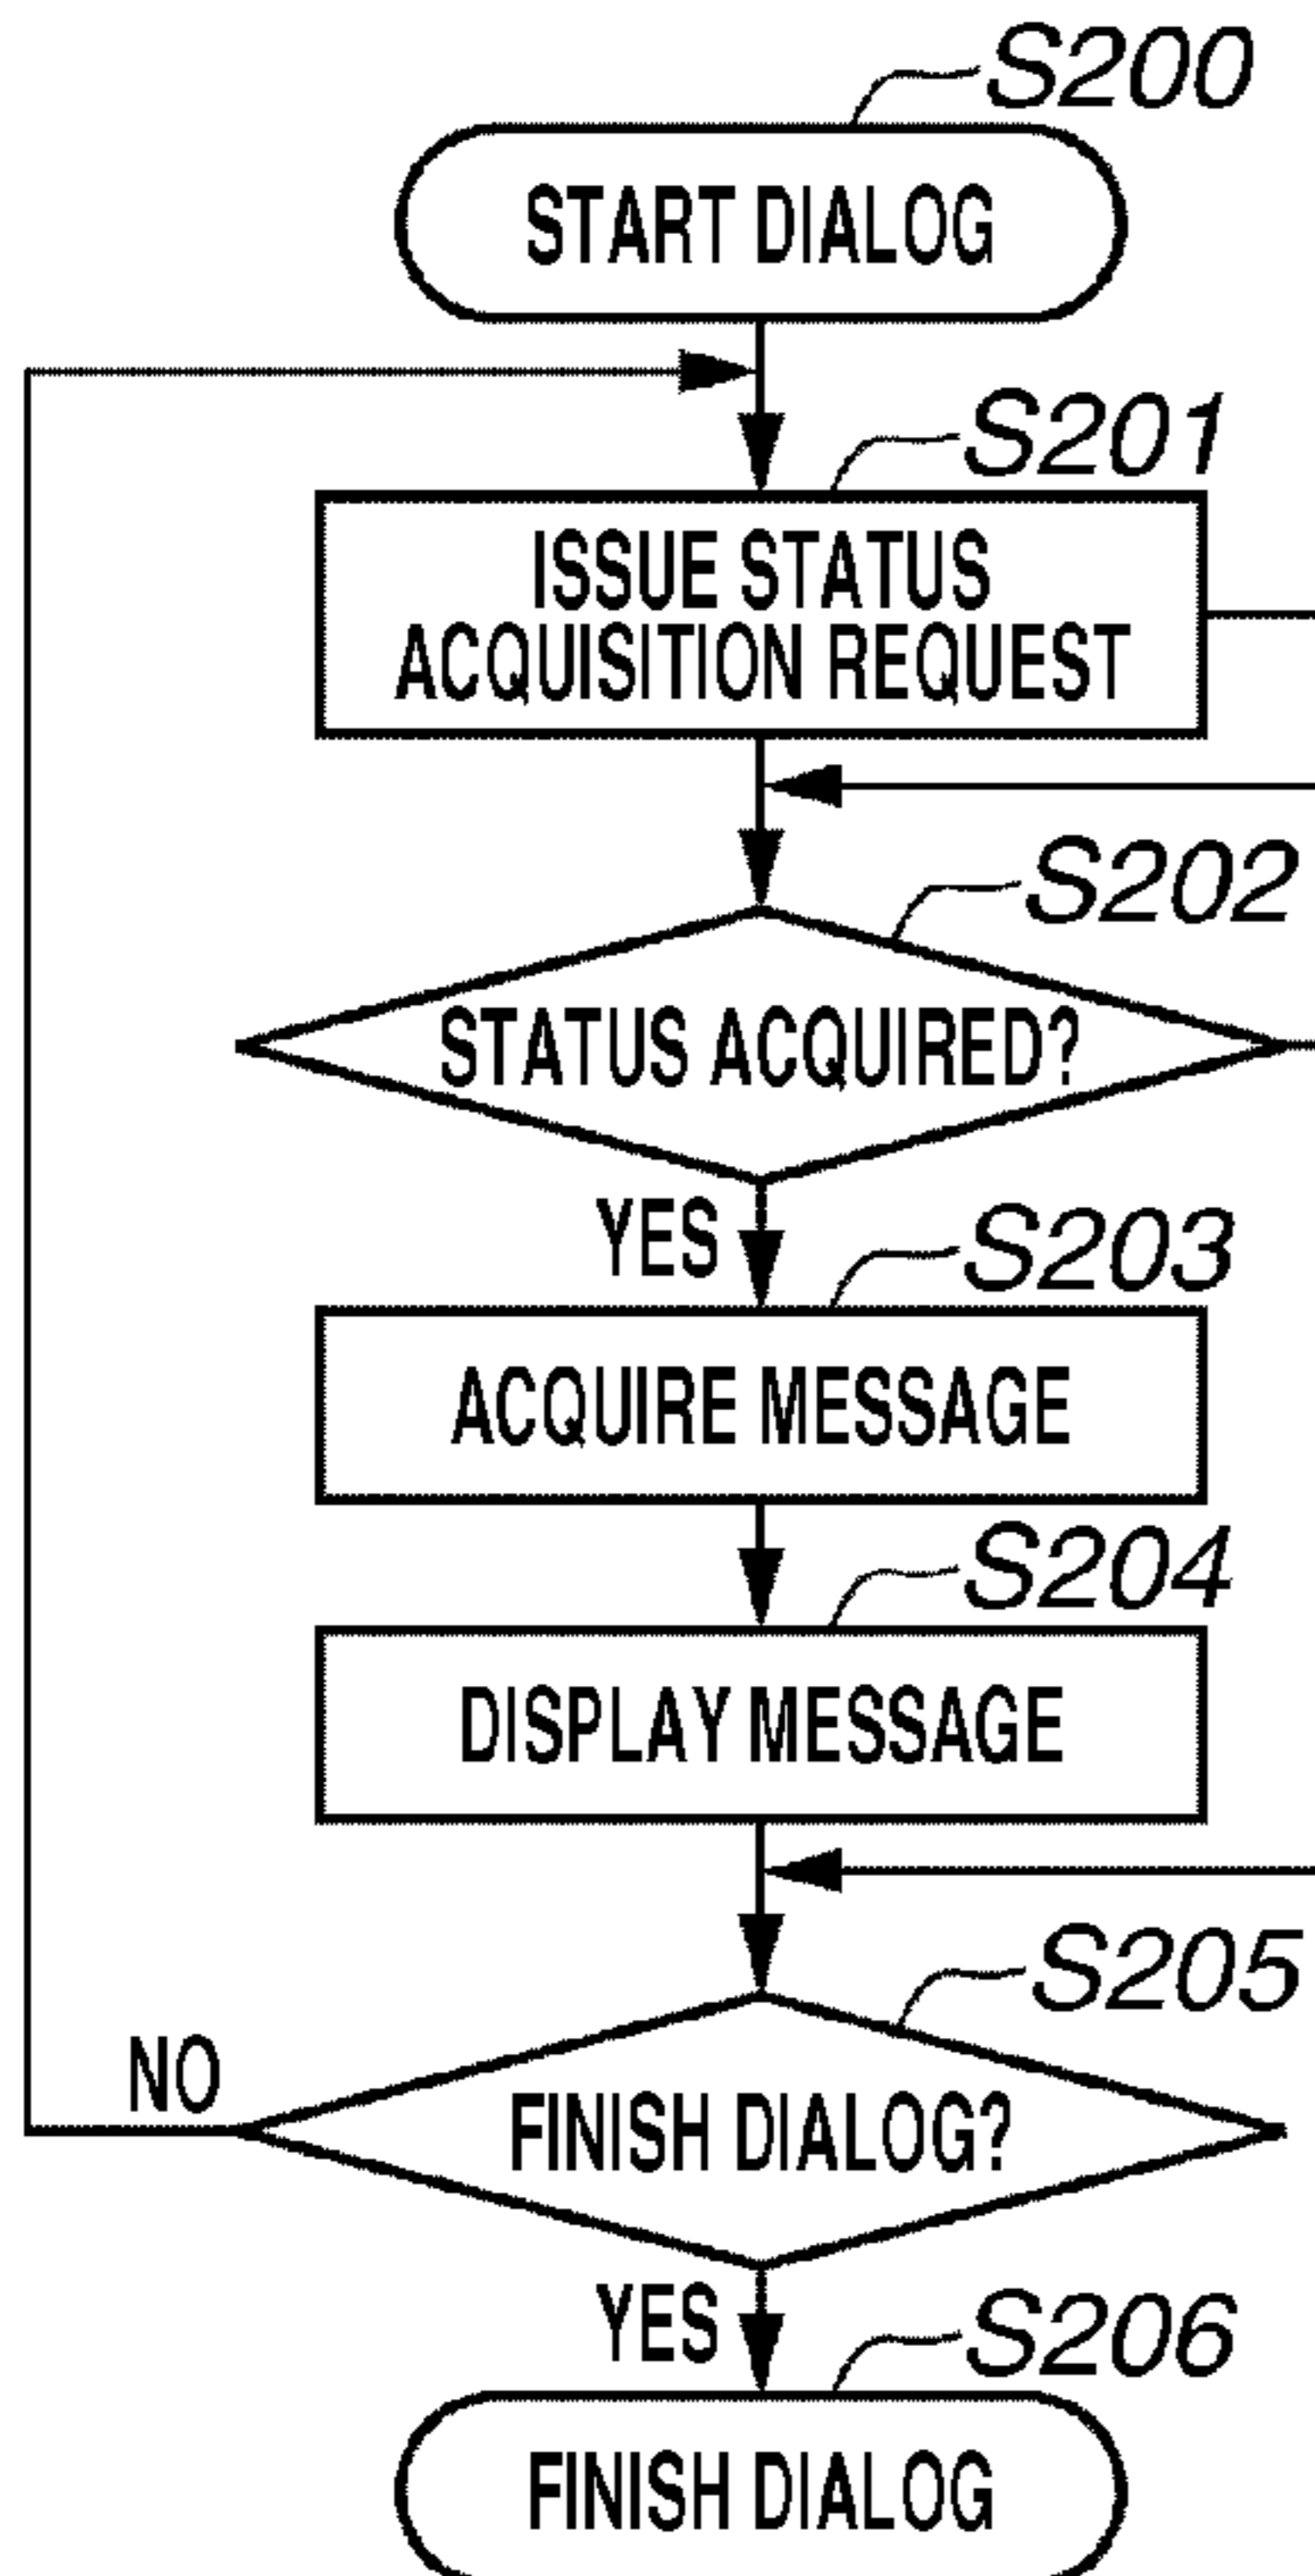 S200
START DIALOG
S201
ISSUE STATUS
ACQUISITION REQUEST
S202
STATUS ACQUIRED?
YES
S203
ACQUIRE MESSAGE
S204
DISPLAY MESSAGE
S205
NO
FINISH DIALOG?
YES
S206
FINISH DIALOG